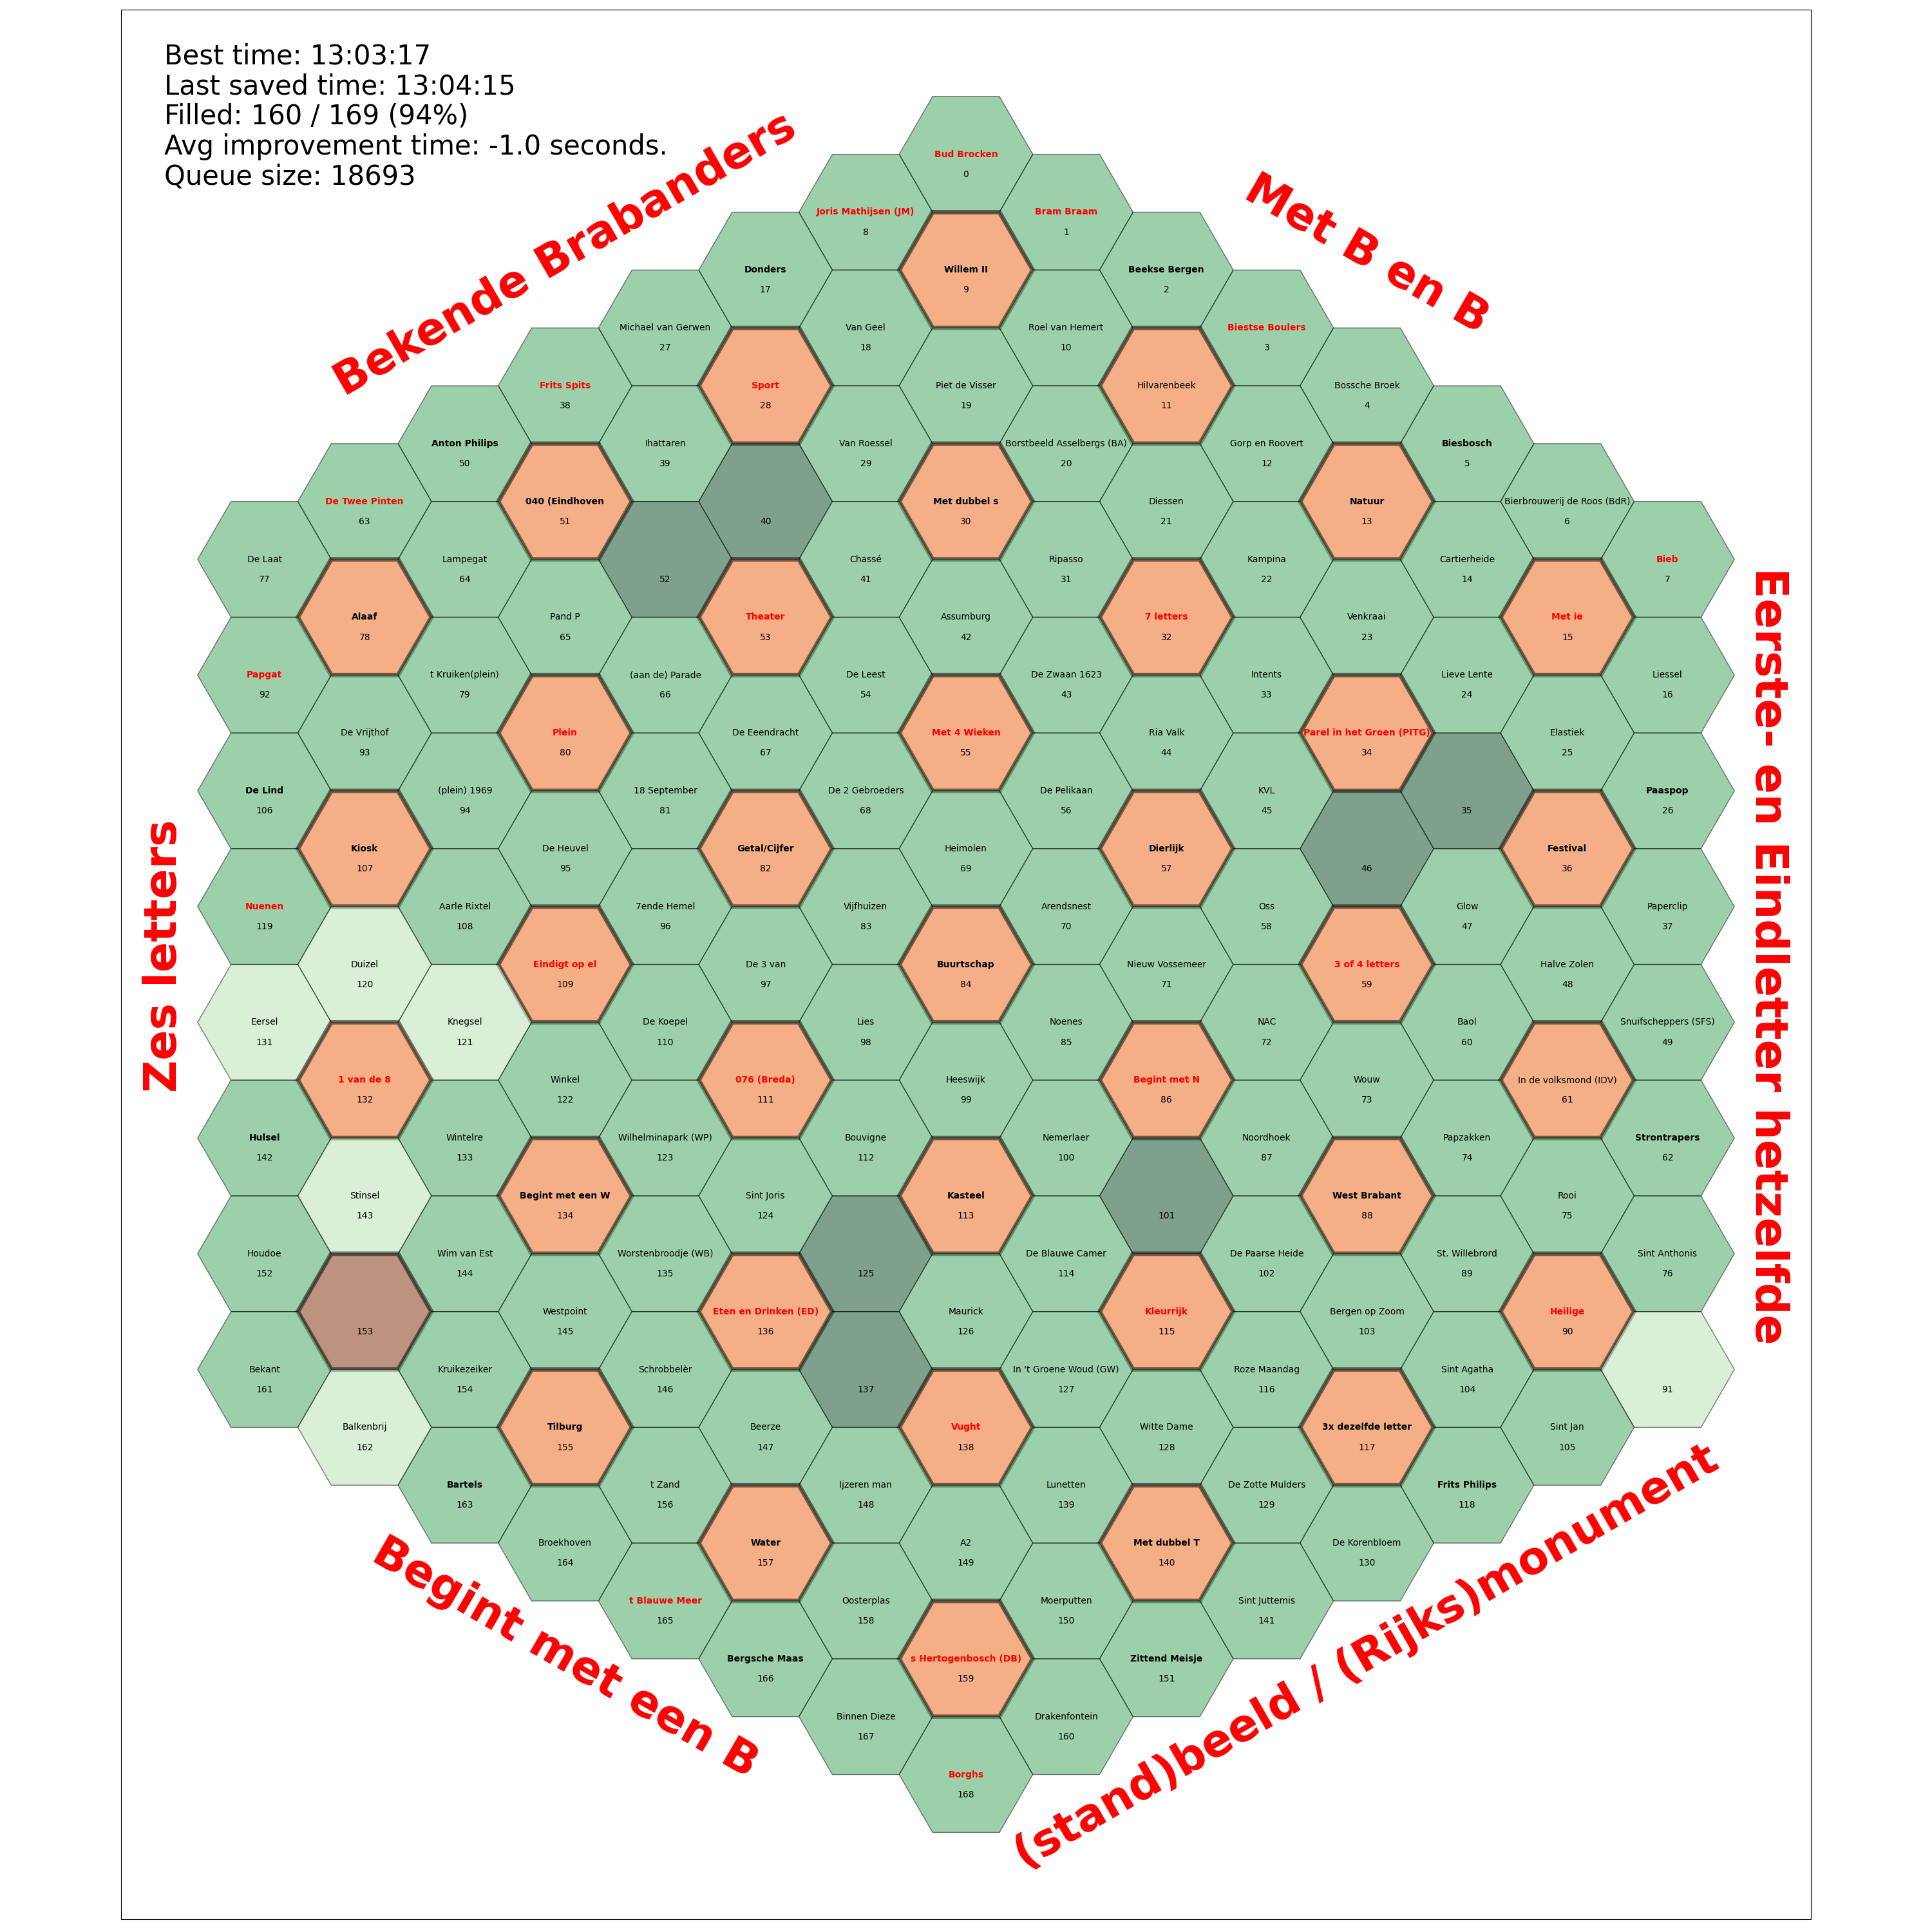 Best time: 13:03:17
Last saved time: 13:04:15
Filled: 160 / 169 (94%)
Avg improvement time: -1.0 seconds.
Queue size: 18693
Bekende Brabanders
Met B en B
Eerste- en Eindletter hetzelfde
(stand)beeld / (Rijks)monument
Begint met een B
Zes letters
Bud Brocken
0
Bram Braam
1
Beekse Bergen
2
Biestse Boulers
3
Bossche Broek
4
Biesbosch
5
Bierbrouwerij de Roos (BdR)
6
Bieb
7
Joris Mathijsen (JM)
8
Willem II
9
Roel van Hemert
10
Hilvarenbeek
11
Gorp en Roovert
12
Natuur
13
Cartierheide
14
Met ie
15
Liessel
16
Donders
17
Van Geel
18
Piet de Visser
19
Borstbeeld Asselbergs (BA)
20
Diessen
21
Kampina
22
Venkraai
23
Lieve Lente
24
Elastiek
25
Paaspop
26
Michael van Gerwen
27
Sport
28
Van Roessel
29
Met dubbel s
30
Ripasso
31
7 letters
32
Intents
33
Parel in het Groen (PITG)
34
35
Festival
36
Paperclip
37
Frits Spits
38
Ihattaren
39
40
Chassé
41
Assumburg
42
De Zwaan 1623
43
Ria Valk
44
KVL
45
46
Glow
47
Halve Zolen
48
Snuifscheppers (SFS)
49
Anton Philips
50
040 (Eindhoven
51
52
Theater
53
De Leest
54
Met 4 Wieken
55
De Pelikaan
56
Dierlijk
57
Oss
58
3 of 4 letters
59
Baol
60
In de volksmond (IDV)
61
Strontrapers
62
De Twee Pinten
63
Lampegat
64
Pand P
65
(aan de) Parade
66
De Eeendracht
67
De 2 Gebroeders
68
Heimolen
69
Arendsnest
70
Nieuw Vossemeer
71
NAC
72
Wouw
73
Papzakken
74
Rooi
75
Sint Anthonis
76
De Laat
77
Alaaf
78
t Kruiken(plein)
79
Plein
80
18 September
81
Getal/Cijfer
82
Vijfhuizen
83
Buurtschap
84
Noenes
85
Begint met N
86
Noordhoek
87
West Brabant
88
St. Willebrord
89
Heilige
90
91
Papgat
92
De Vrijthof
93
(plein) 1969
94
De Heuvel
95
7ende Hemel
96
De 3 van
97
Lies
98
Heeswijk
99
Nemerlaer
100
101
De Paarse Heide
102
Bergen op Zoom
103
Sint Agatha
104
Sint Jan
105
De Lind
106
Kiosk
107
Aarle Rixtel
108
Eindigt op el
109
De Koepel
110
076 (Breda)
111
Bouvigne
112
Kasteel
113
De Blauwe Camer
114
Kleurrijk
115
Roze Maandag
116
3x dezelfde letter
117
Frits Philips
118
Nuenen
119
Duizel
120
Knegsel
121
Winkel
122
Wilhelminapark (WP)
123
Sint Joris
124
125
Maurick
126
In 't Groene Woud (GW)
127
Witte Dame
128
De Zotte Mulders
129
De Korenbloem
130
Eersel
131
1 van de 8
132
Wintelre
133
Begint met een W
134
Worstenbroodje (WB)
135
Eten en Drinken (ED)
136
137
Vught
138
Lunetten
139
Met dubbel T
140
Sint Juttemis
141
Hulsel
142
Stinsel
143
Wim van Est
144
Westpoint
145
Schrobbelèr
146
Beerze
147
Ijzeren man
148
A2
149
Moerputten
150
Zittend Meisje
151
Houdoe
152
153
Kruikezeiker
154
Tilburg
155
t Zand
156
Water
157
Oosterplas
158
s Hertogenbosch (DB)
159
Drakenfontein
160
Bekant
161
Balkenbrij
162
Bartels
163
Broekhoven
164
t Blauwe Meer
165
Bergsche Maas
166
Binnen Dieze
167
Borghs
168